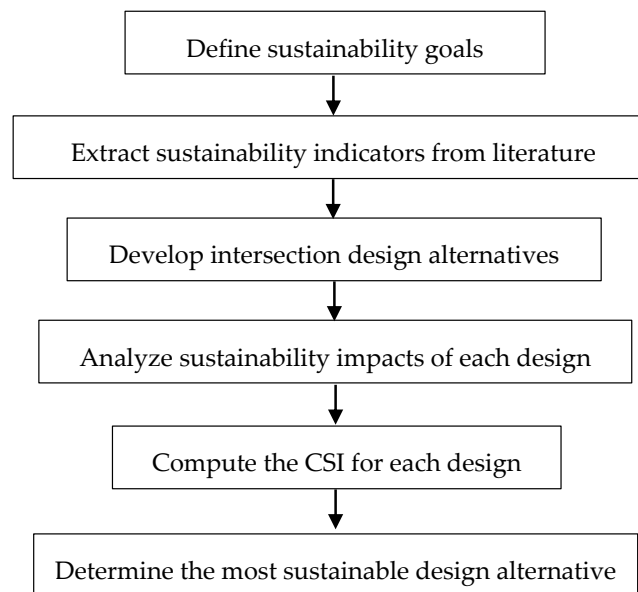 Define sustainability goals
Extract sustainability indicators from literature
Develop intersection design alternatives
Analyze sustainability impacts of each design
Compute the CSI for each design
Determine the most sustainable design alternative